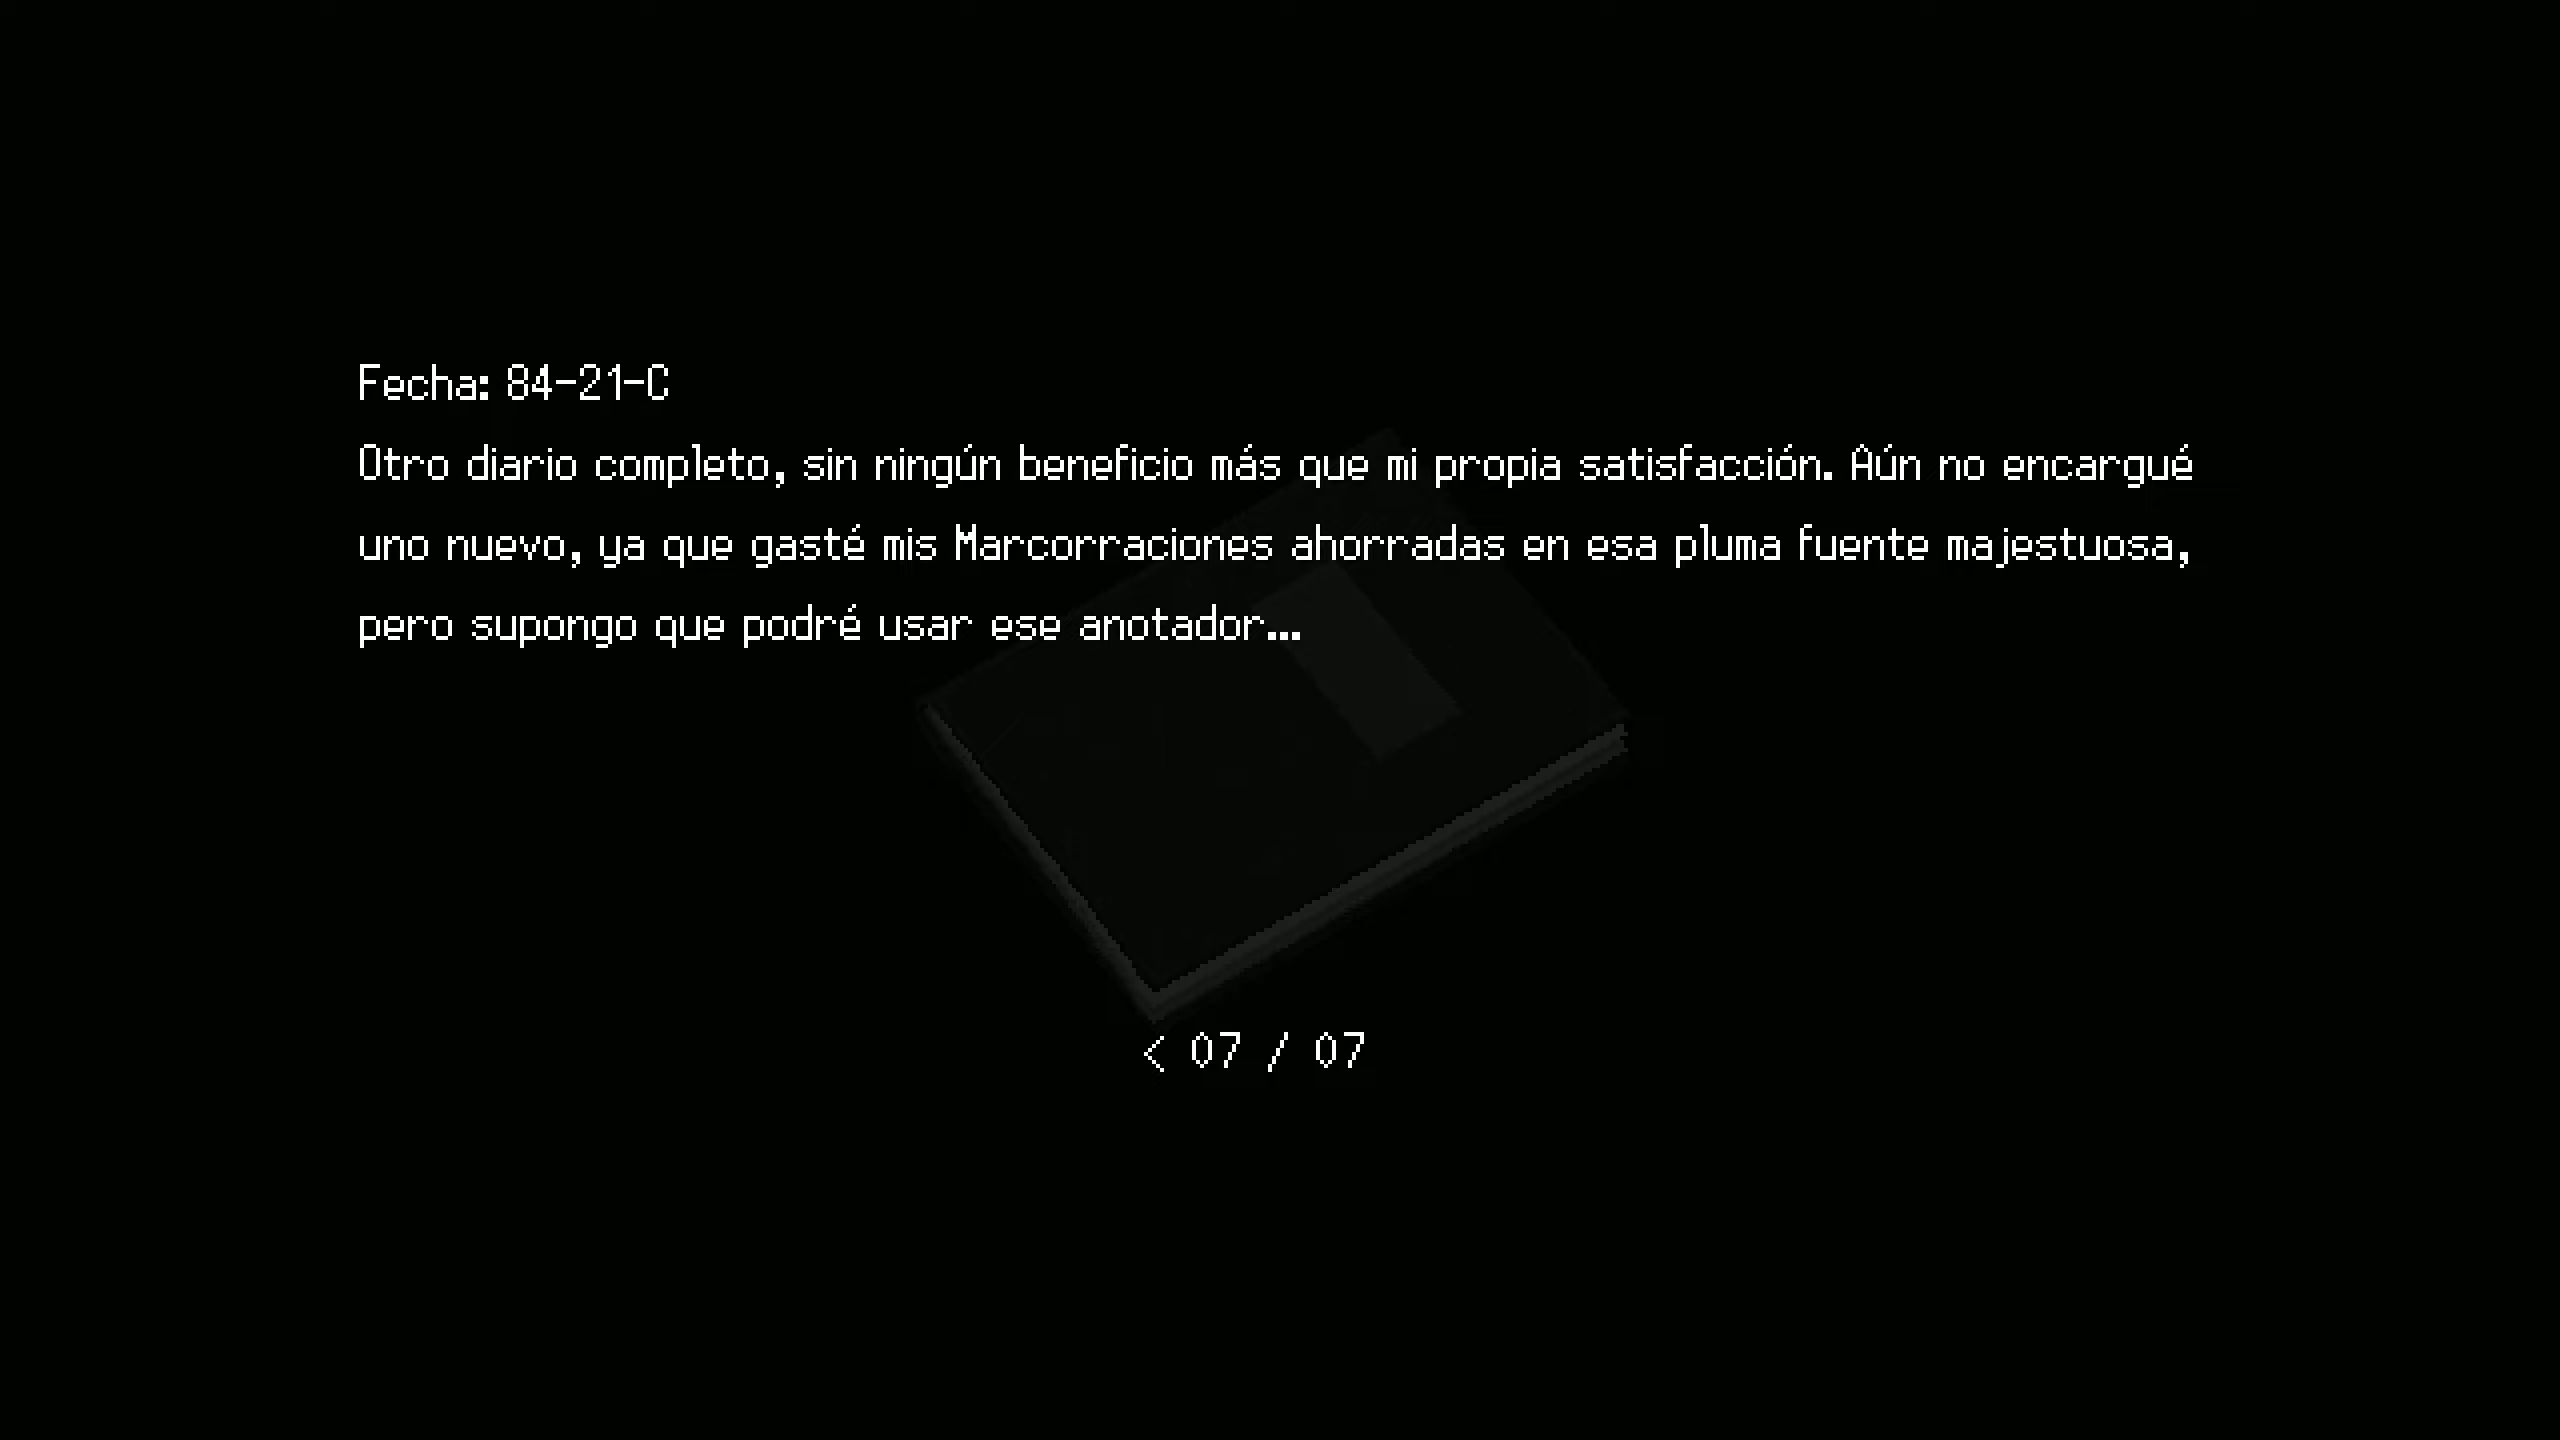 Fecha: 84-21-C
Otro diario completo, sin ningún beneficio más que mi propia satisfacción. Aún no encargué
uno nuevo, ya que gasté mis Marcorraciones ahorradas en esa pluma fuente majestuosa,
pero supongo que podré usar ese anotador...
< 07 / 07